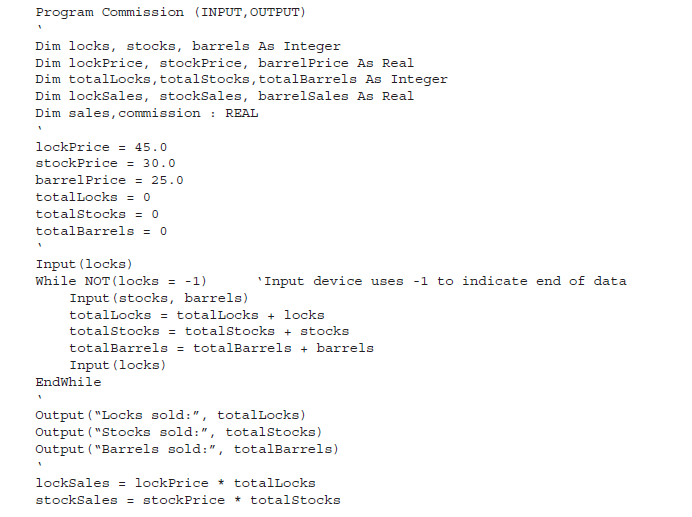 Program Commission (INPUT,OUTPUT)
‵
Dim locks, stocks, barrels As Integer
Dim lockPrice, stockPrice, barrelPrice As Real
Dim totalLocks,totalStocks,totalBarrels As Integer
Dim lockSales, stockSales, barrelSales As Real
Dim sales,commission : REAL
‵
lockPrice = 45.0
stockPrice = 30.0
barrelPrice = 25.0
totalLocks = 0
totalStocks = 0
totalBarrels = 0
‵
Input(locks)
While NOT(locks = -1) ‵Input device uses -1 to indicate end of data
Input(stocks, barrels)
totalLocks = totalLocks + locks
totalStocks = totalStocks + stocks
totalBarrels = totalBarrels + barrels
Input(locks)
EndWhile
‵
Output(“Locks sold:”, totalLocks)
Output(“Stocks sold:”, totalStocks)
Output(“Barrels sold:”, totalBarrels)
‵
lockSales = lockPrice * totalLocks
stockSales = stockPrice * totalStocks